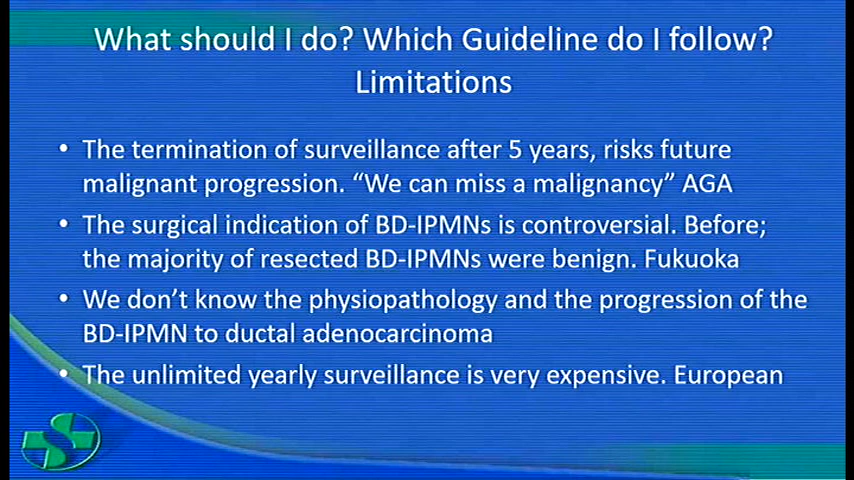 What should I do? Which Guideline do I follow?
Limitations
• The termination of surveillance after 5 years, risks future
malignant progression. “We can miss a malignancy” AGA
• The surgical indication of BD-IPMNs is controversial. Before;
the majority of resected BD-IPMNs were benign. Fukuoka
• We don’t know the physiopathology and the progression of the
BD-IPMN to ductal adenocarcinoma
• The unlimited yearly surveillance is very expensive. European